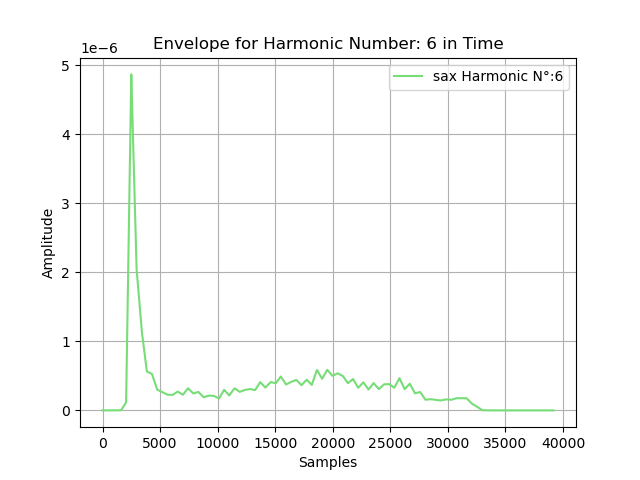 Envelope for Harmonic Number: 6 in Time
1e−6
sax Harmonic N°:6
5
4
3
2
1
0
Amplitude
0 5000 10000 15000 20000 25000 30000 35000 40000
Samples